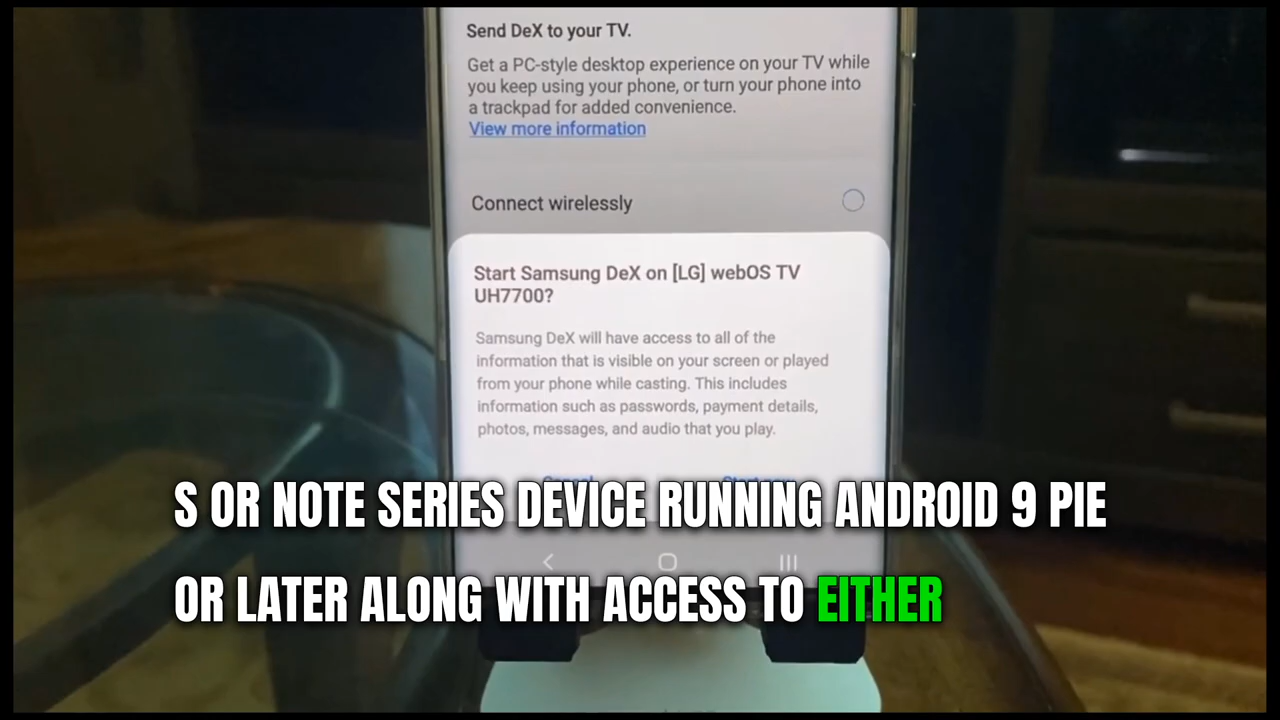 Send DeX to your TV.
Get a PC-style desktop experience on your TV while
you keep using your phone, or turn your phone into
a trackpad for added convenience.
View more information
Connect wirelessly
Start Samsung DeX on [LG] webOS TV
UH7700?
Samsung DeX will have access to all of the
information that is visible on your screen or played
from your phone while casting. This includes
information such as passwords, payment details,
photos, messages, and audio that you play.
S OR NOTE SERIES DEVICE RUNNING ANDROID 9 PIE
OR LATER ALONG WITH ACCESS TO EITHER